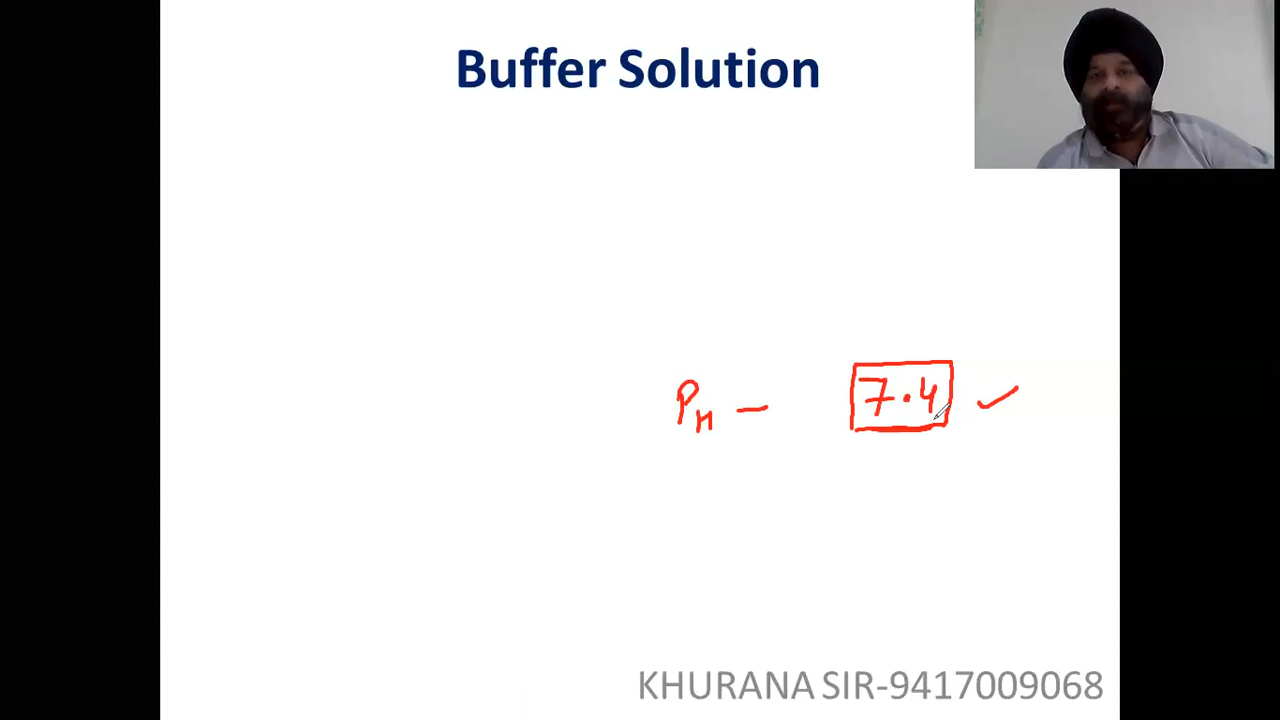 Buffer Solution
PH - 7.4
KHURANA SIR-9417009068